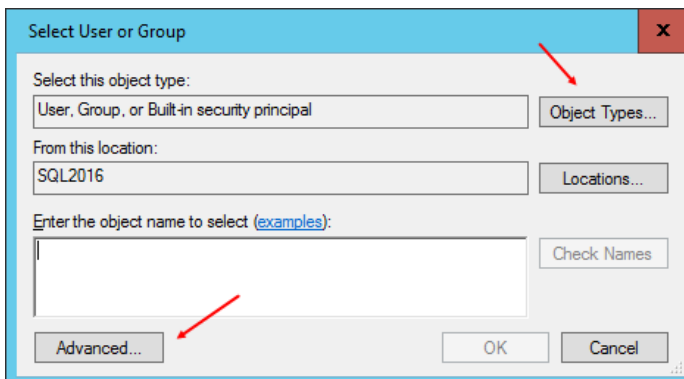 Select User or Group
x
Select this object type:
User, Group, or Built-in security principal
Object Types...
From this location:
SQL2016
Locations...
Enter the object name to select (examples):
Check Names
Advanced...
OK
Cancel